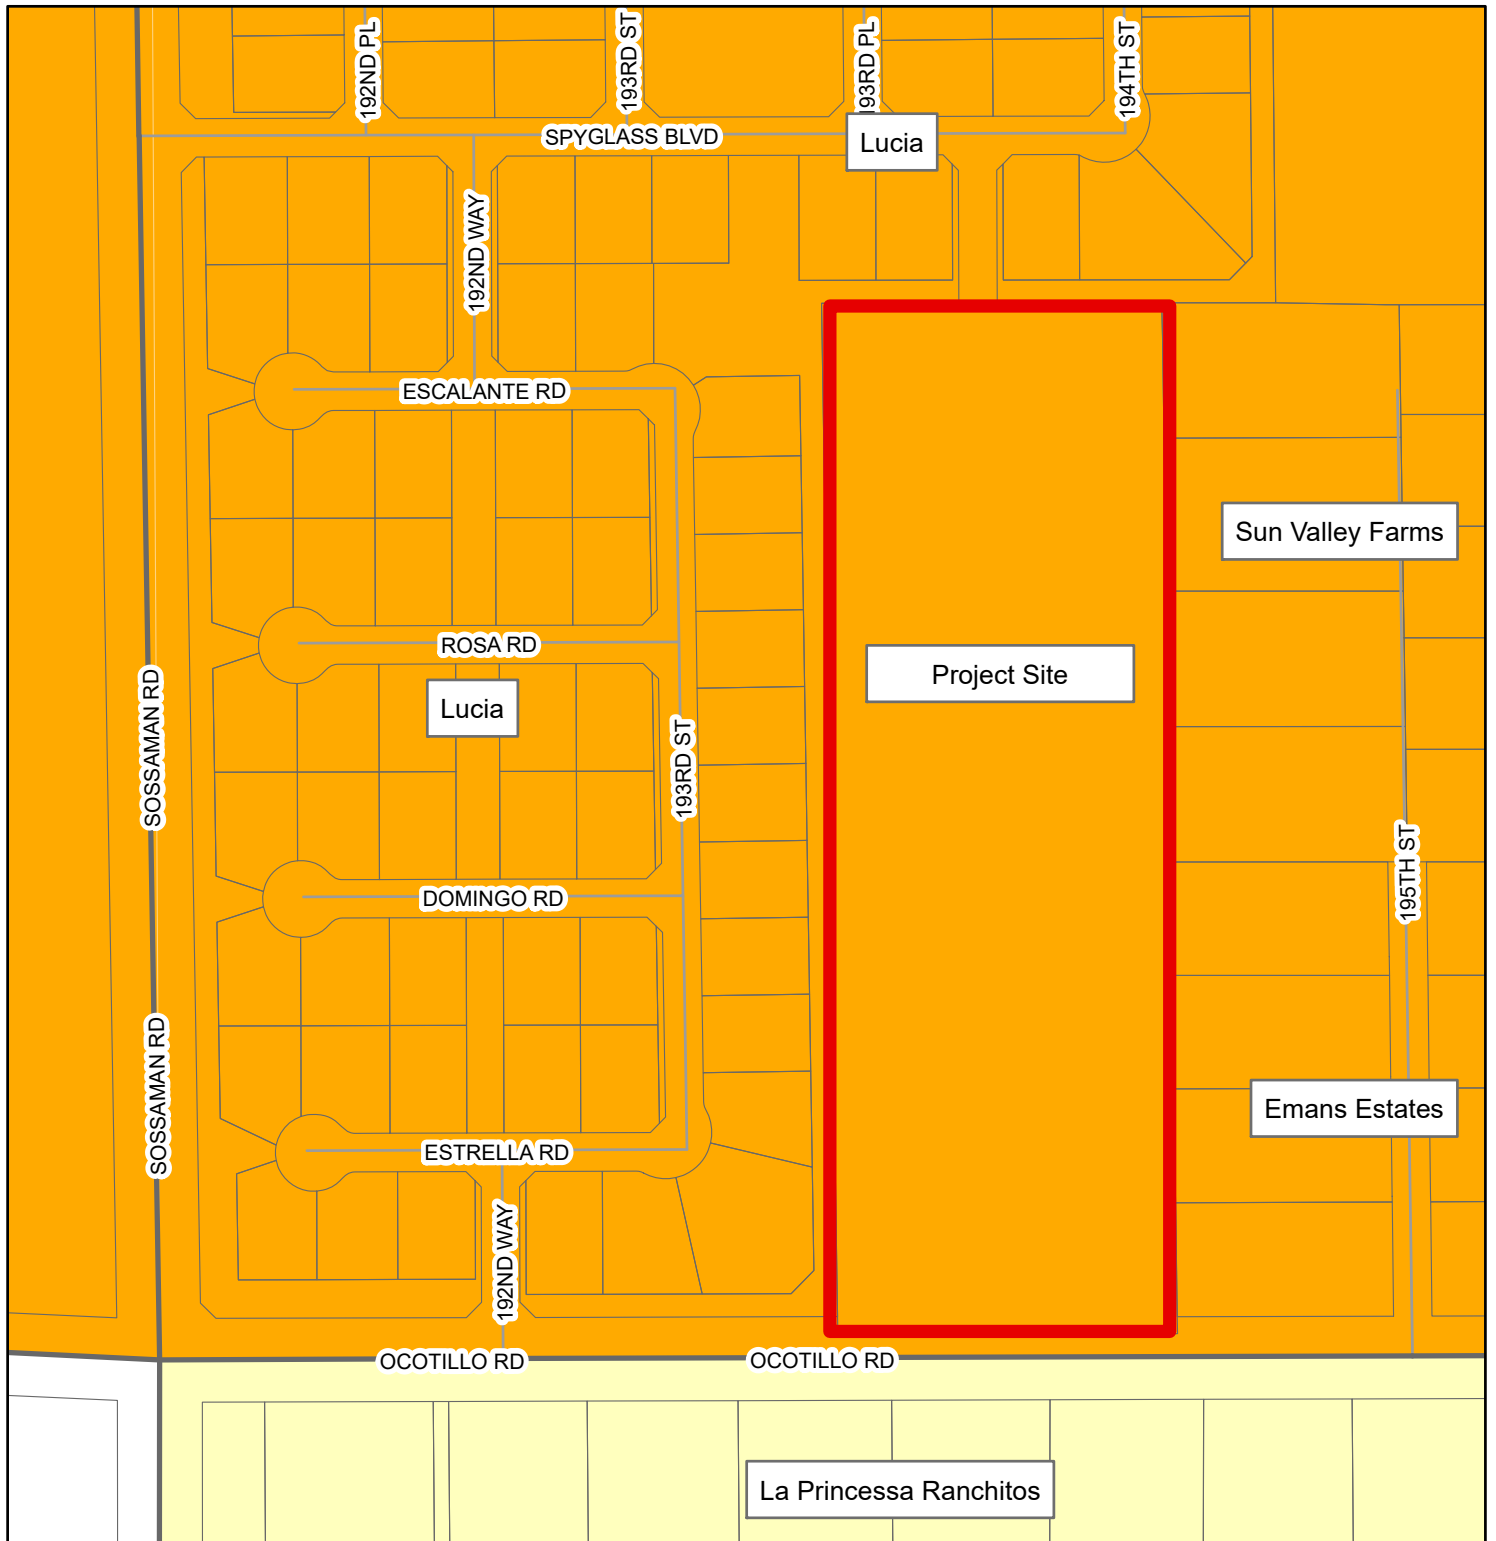 192ND PL
193RD ST
193RD PL
194TH ST
SPYGLASS BLVD
Lucia
192ND WAY
ESCALANTE RD
Sun Valley Farms
ROSA RD
Project Site
Lucia
SOSSAMAN RD
193RD ST
195TH ST
DOMINGO RD
SOSSAMAN RD
Emans Estates
ESTRELLA RD
192ND WAY
OCOTILLO RD
OCOTILLO RD
La Princessa Ranchitos